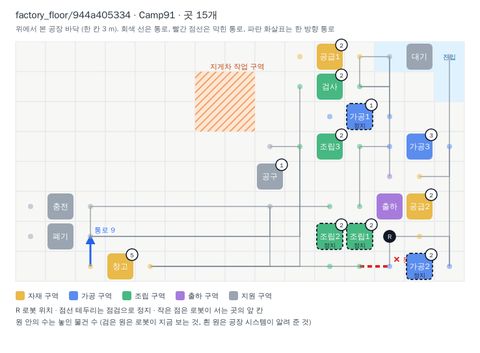 factory_floor/944a405334 · Camp91 · 곳 15개
위에서 본 공장 바닥 (한 칸 3 m). 회색 선은 통로, 빨간 점선은 막힌 통로, 파란 화살표는 한 방향 통로
지게차 작업 구역
공급1 2
대기
진입
검사 2
가공1 1
정지
조립3 2
가공3 3
공구 1
충전
출하
공급2 2
폐기
통로 9
조립2 2
정지
조립1 2
정지
R
창고 5
가공2 2
정지
자재 구역
가공 구역
조립 구역
출하 구역
지원 구역
R 로봇 위치 · 점선 테두리는 점검으로 정지 · 작은 점은 로봇이 서는 곳의 앞 칸
원 안의 수는 놓인 물건 수 (검은 원은 로봇이 지금 보는 것, 흰 원은 공장 시스템이 알려 준 것)